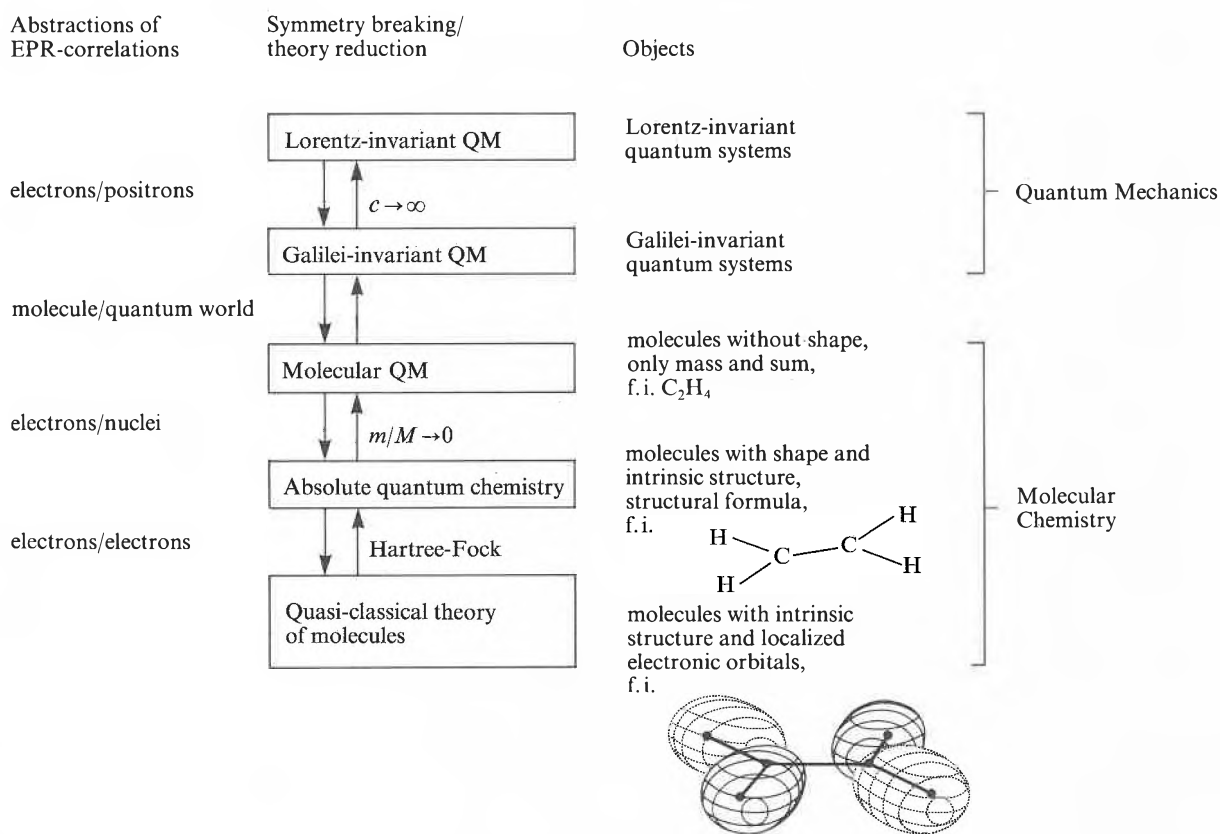 Abstractions of
EPR-correlations
Symmetry breaking/
theory reduction
Objects
Lorentz-invariant QM
Lorentz-invariant
quantum systems
electrons/positrons
c→∞
Quantum Mechanics
Galilei-invariant QM
Galilei-invariant
quantum systems
molecule/quantum world
Molecular QM
molecules without shape,
only mass and sum,
f.i. C₂H₄
electrons/nuclei
m/M→0
Absolute quantum chemistry
molecules with shape and
intrinsic structure,
structural formula,
f.i.
H
H
C
C
H
H
Molecular
Chemistry
electrons/electrons
Hartree-Fock
Quasi-classical theory
of molecules
molecules with intrinsic
structure and localized
electronic orbitals,
f.i.